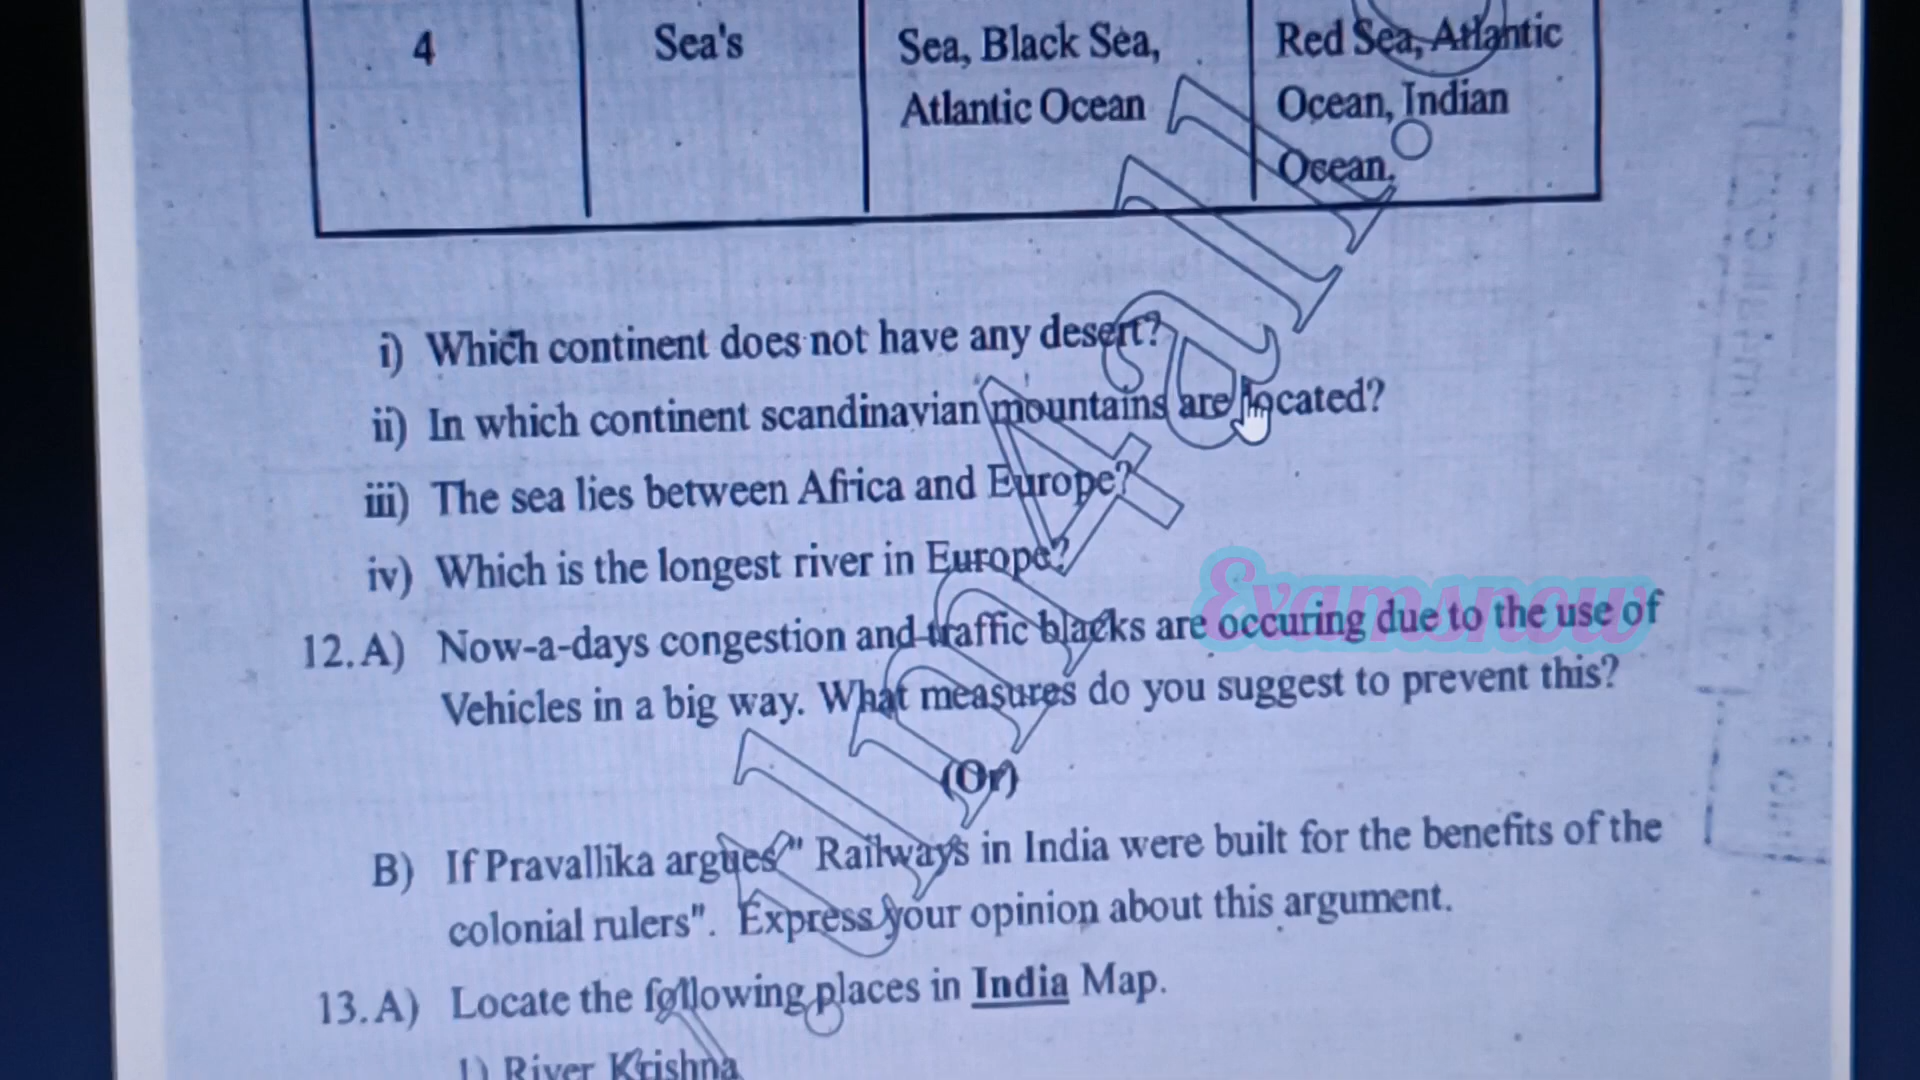 4 Sea's Sea, Black Sea, Red Sea, Atlantic
Atlantic Ocean Ocean, Indian
Ocean.
i) Which continent does not have any desert?
ii) In which continent scandinavian mountains are located?
iii) The sea lies between Africa and Europe?
iv) Which is the longest river in Europe?
Examsnow
12. A) Now-a-days congestion and traffic blacks are occuring due to the use of
Vehicles in a big way. What measures do you suggest to prevent this?
(Or)
B) If Pravallika argues" Railways in India were built for the benefits of the
colonial rulers". Express your opinion about this argument.
13. A) Locate the following places in India Map.
1) River Krishna